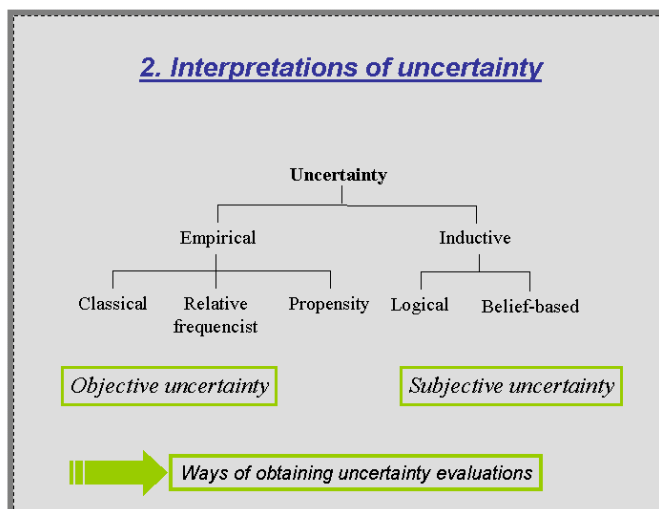 2. Interpretations of uncertainty
Uncertainty
Empirical Inductive
Classical Relative Propensity Logical Belief-based
frequencist
Objective uncertainty Subjective uncertainty
Ways of obtaining uncertainty evaluations